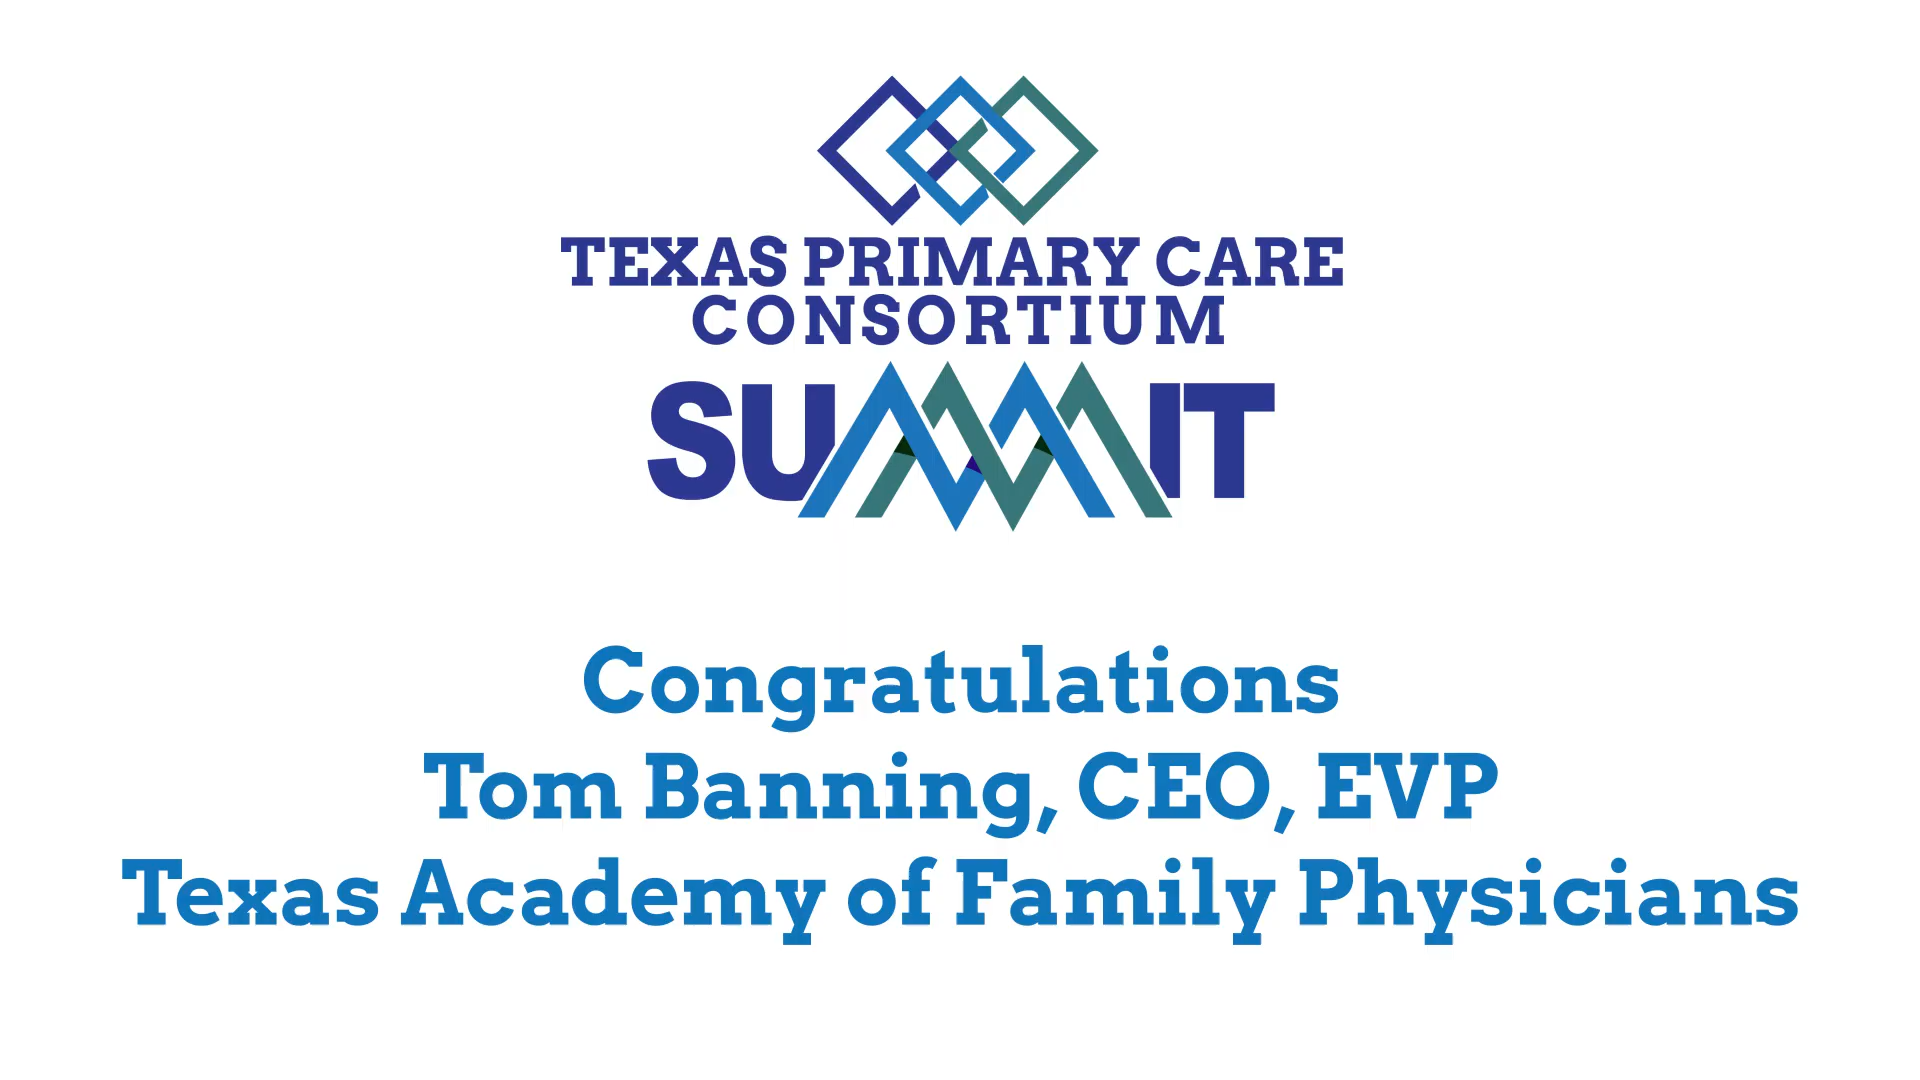 TEXAS PRIMARY CARE
CONSORTIUM
SUMMIT
Congratulations
Tom Banning, CEO, EVP
Texas Academy of Family Physicians